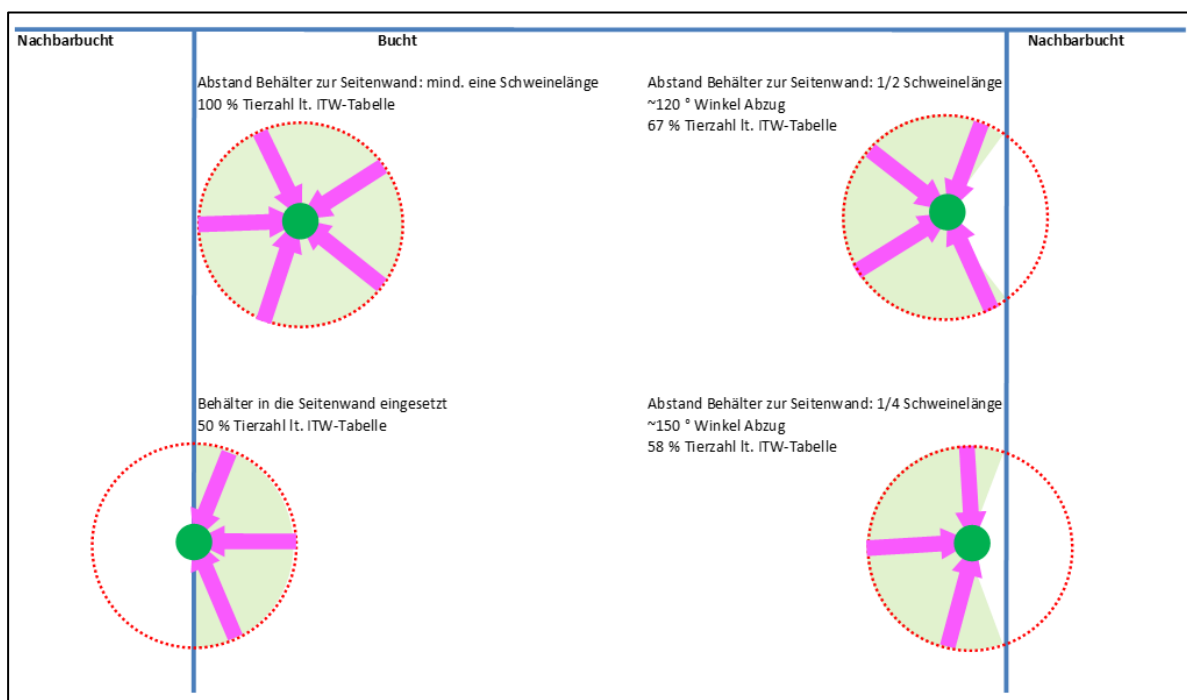 Nachbarbucht
Bucht
Nachbarbucht
Abstand Behälter zur Seitenwand: mind. eine Schweinelänge
100 % Tierzahl lt. ITW-Tabelle
Abstand Behälter zur Seitenwand: 1/2 Schweinelänge
~120 ° Winkel Abzug
67 % Tierzahl lt. ITW-Tabelle
Behälter in die Seitenwand eingesetzt
50 % Tierzahl lt. ITW-Tabelle
Abstand Behälter zur Seitenwand: 1/4 Schweinelänge
~150 ° Winkel Abzug
58 % Tierzahl lt. ITW-Tabelle